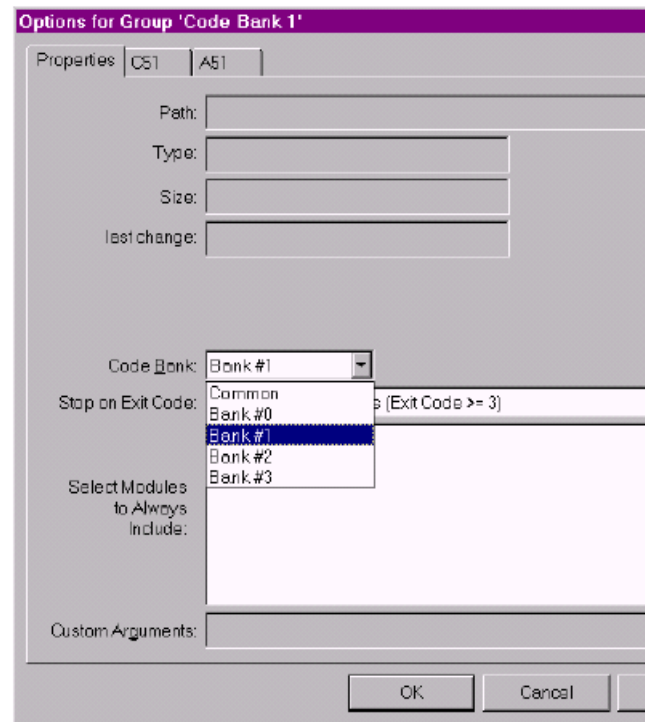 Options for Group 'Code Bank 1'
Properties C51 A51
Path:
Type:
Size:
last change:
Code Bank: Bank #1
Common
Stop on Exit Code: s (Exit Code >= 3)
Bank #0
Bank #1
Bank #2
Bank #3
Select Modules
to Always
Include:
Custom Arguments:
OK Cancel